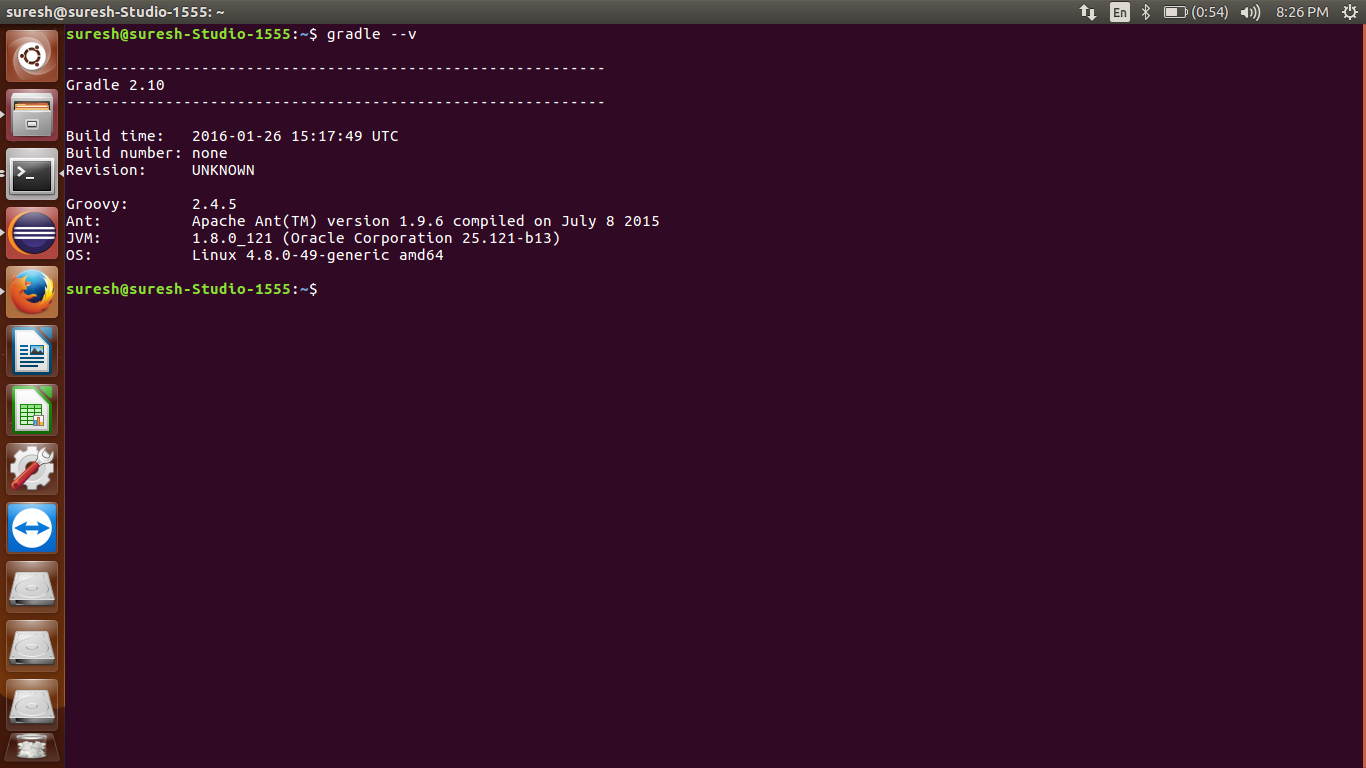 suresh@suresh-Studio-1555: ~
En
(0:54)
8:26 PM
suresh@suresh-Studio-1555:~$ gradle --v
------------------------------------------------------------
Gradle 2.10
------------------------------------------------------------
Build time:   2016-01-26 15:17:49 UTC
Build number: none
Revision:     UNKNOWN
Groovy:       2.4.5
Ant:          Apache Ant(TM) version 1.9.6 compiled on July 8 2015
JVM:          1.8.0_121 (Oracle Corporation 25.121-b13)
OS:           Linux 4.8.0-49-generic amd64
suresh@suresh-Studio-1555:~$